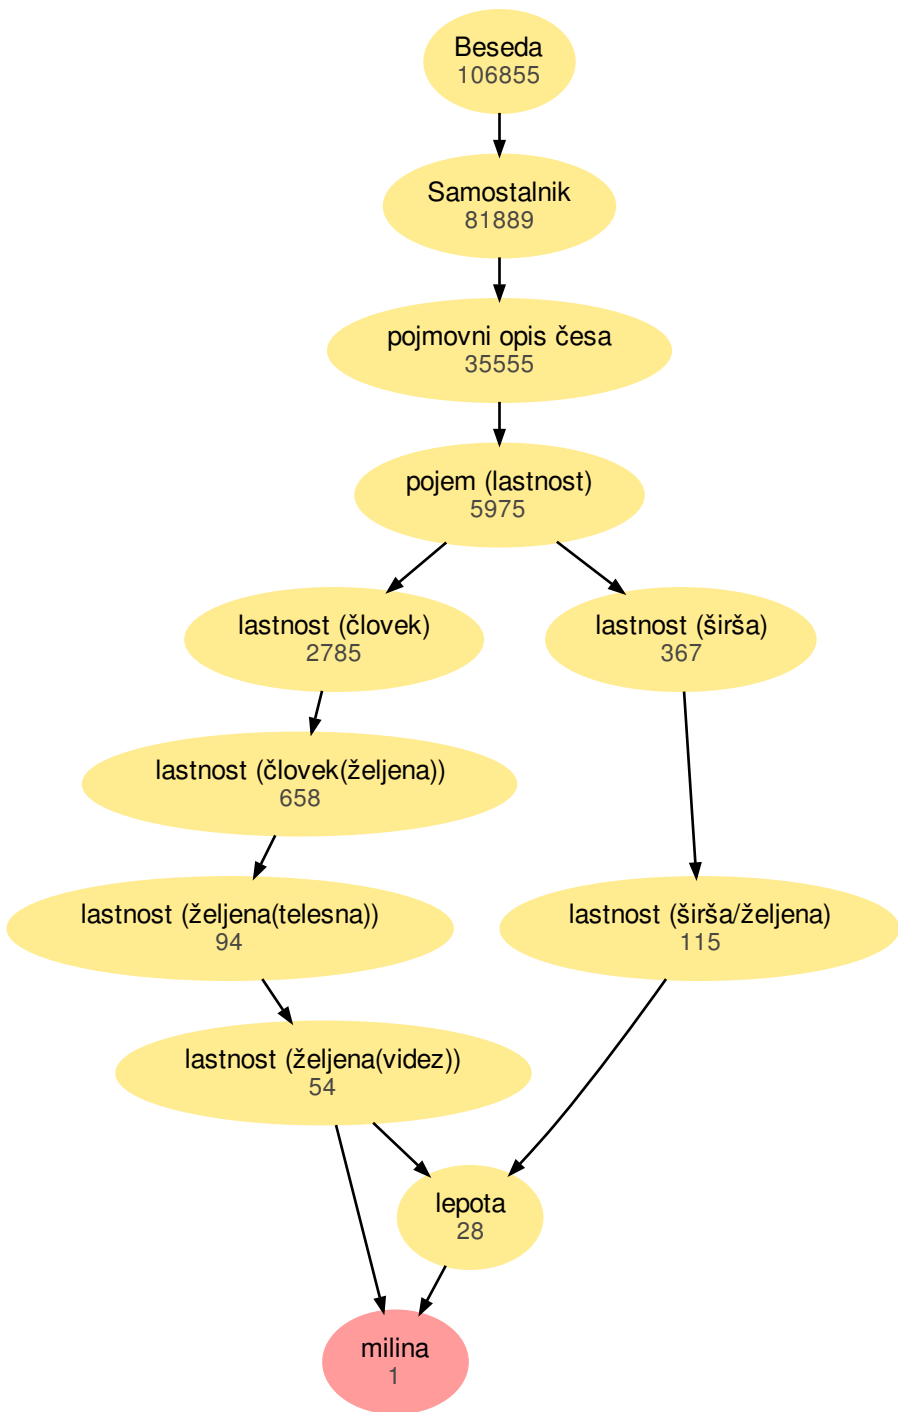 Beseda
106855
Samostalnik
81889
pojmovni opis česa
35555
pojem (lastnost)
5975
lastnost (človek)
2785
lastnost (širša)
367
lastnost (človek(željena))
658
lastnost (željena(telesna))
94
lastnost (širša/željena)
115
lastnost (željena(videz))
54
lepota
28
milina
1